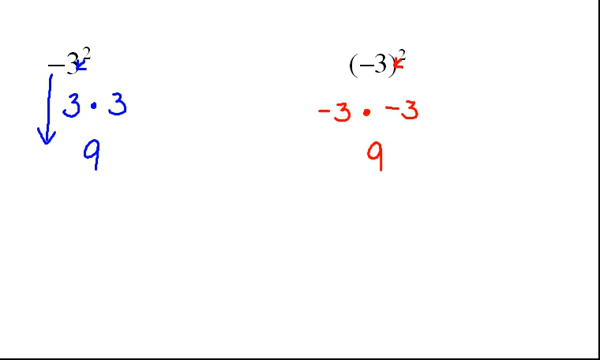 −3² (−3)²
3 · 3 -3 · -3
9 9